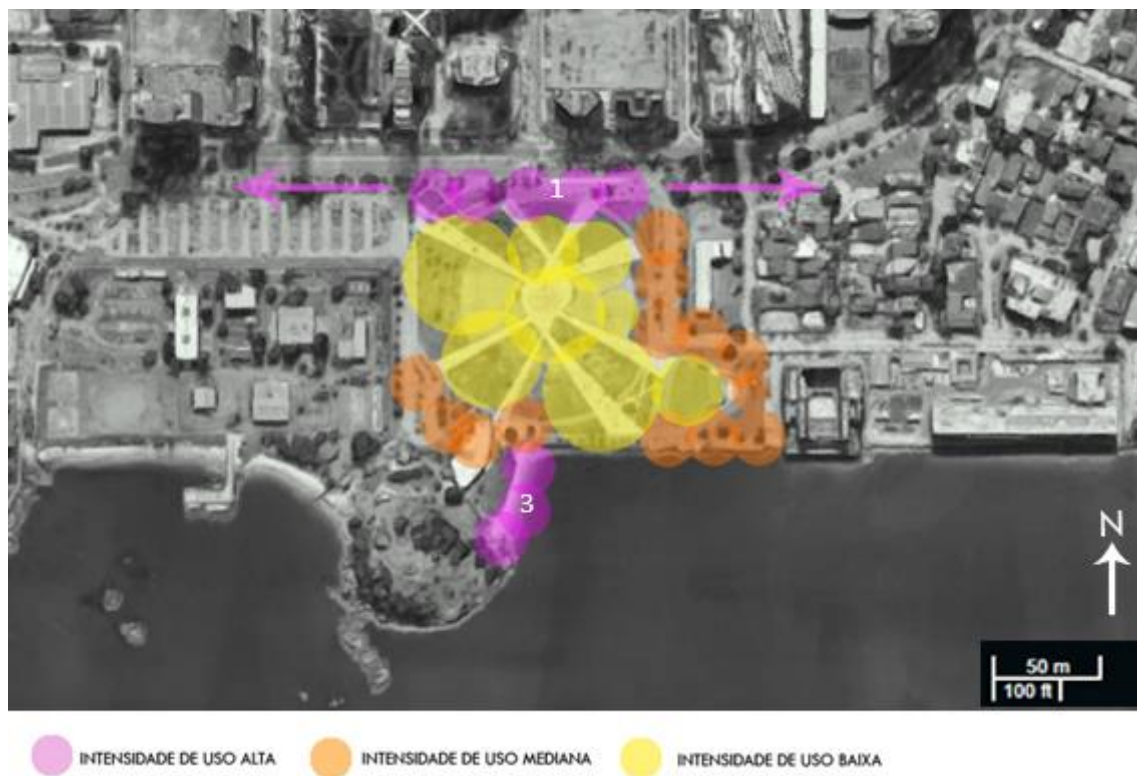 1
3
N
50 m
100 ft
INTENSIDADE DE USO ALTA
INTENSIDADE DE USO MEDIANA
INTENSIDADE DE USO BAIXA